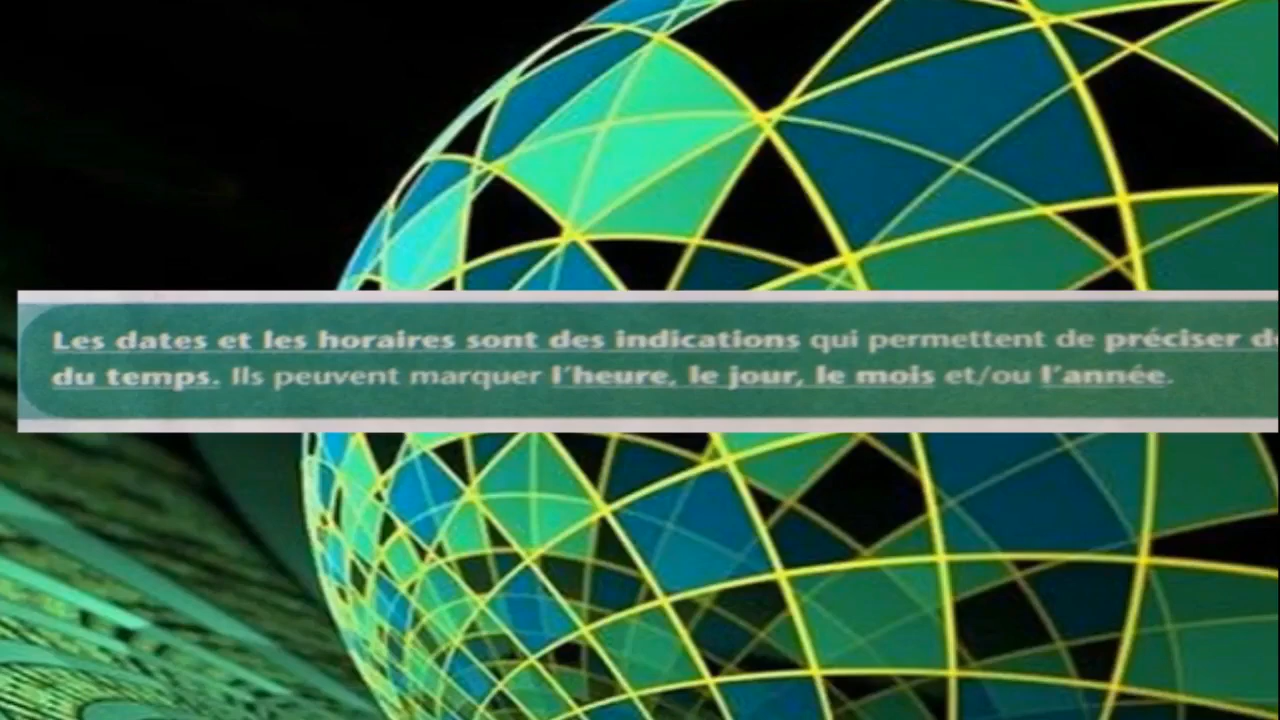 Les dates et les horaires sont des indications qui permettent de préciser
du temps. Ils peuvent marquer l'heure, le jour, le mois et/ou l'année.